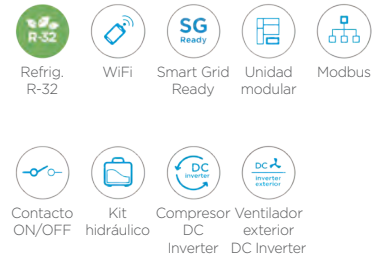 R-32
SG
Ready
Refrig.
R-32
WiFi
Smart Grid
Ready
Unidad
modular
Modbus
DC
inverter
DC
inverter
exterior
Contacto
ON/OFF
Kit
hidráulico
Compresor
DC
Inverter
Ventilador
exterior
DC Inverter